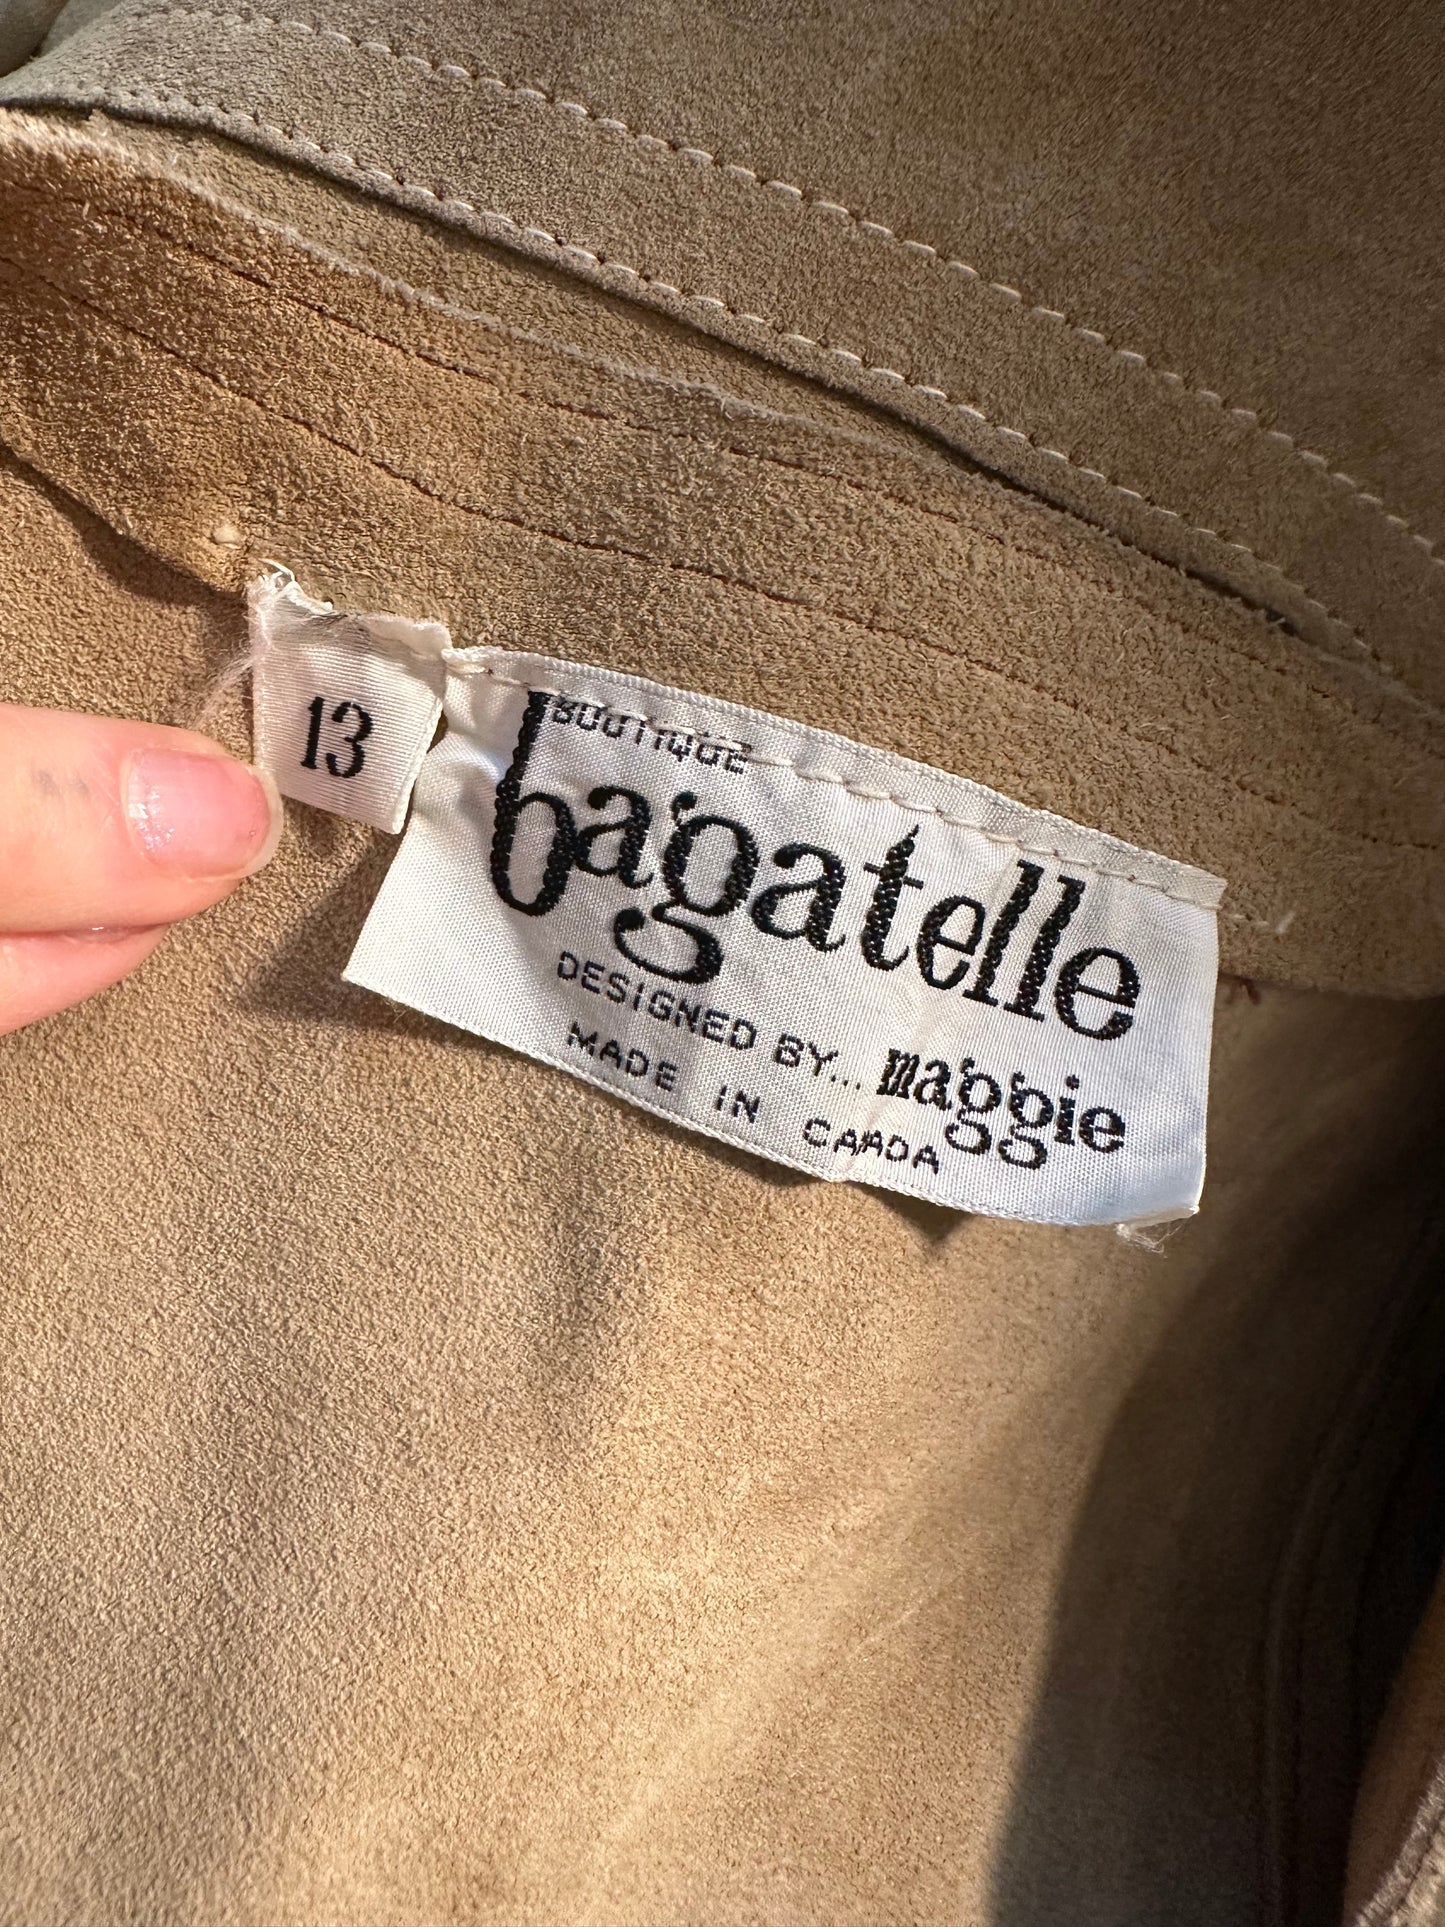 13
BOUTIQUE
bagatelle
DESIGNED BY... maggie
MADE IN CANADA